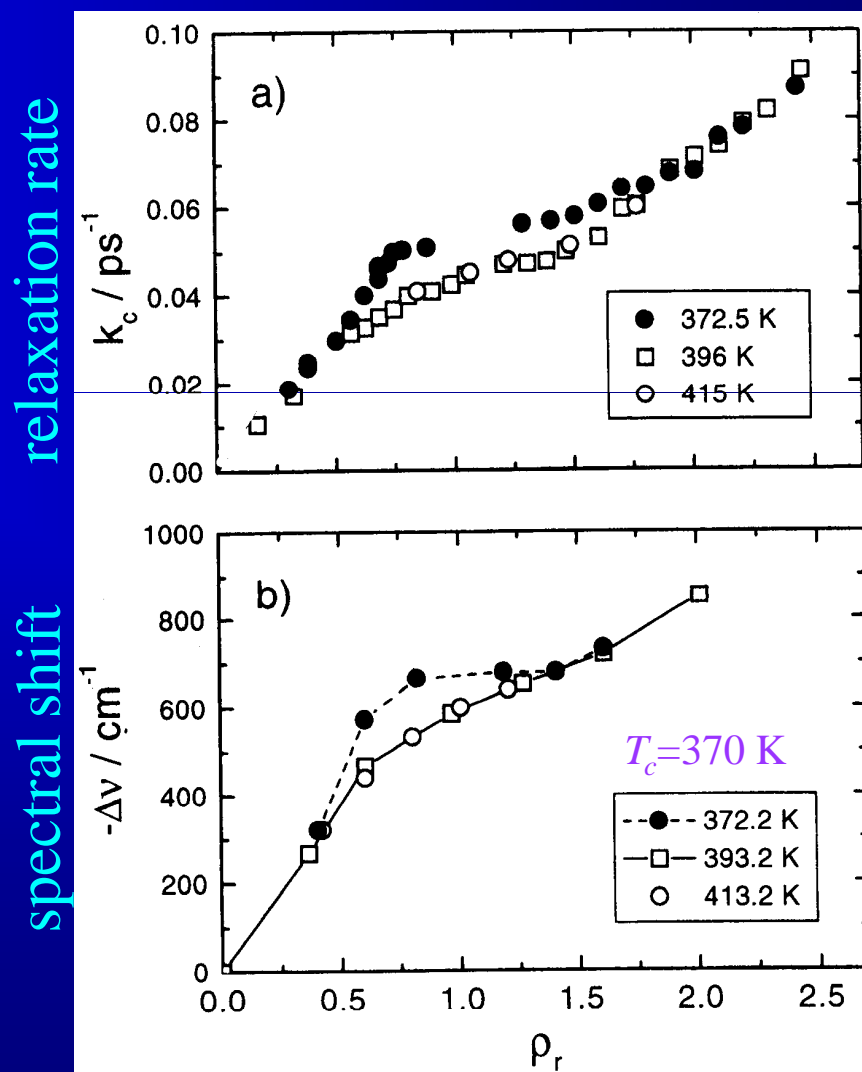 relaxation rate
spectral shift
a)
k_c / ps^-1
0.10
0.08
0.06
0.04
0.02
0.00
372.5 K
396 K
415 K
b)
-Δν / cm^-1
1000
800
600
400
200
0
T_c=370 K
372.2 K
393.2 K
413.2 K
0.0 0.5 1.0 1.5 2.0 2.5
ρ_r